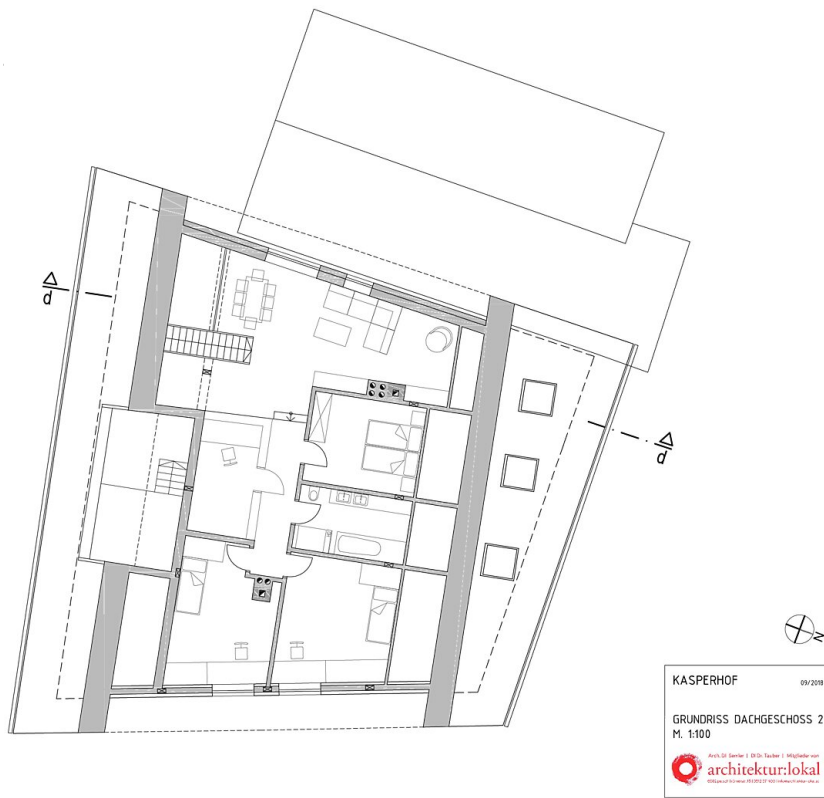 d
d
N
KASPERHOF 09/2018
GRUNDRISS DACHGESCHOSS 2
M. 1:100
architektur:lokal